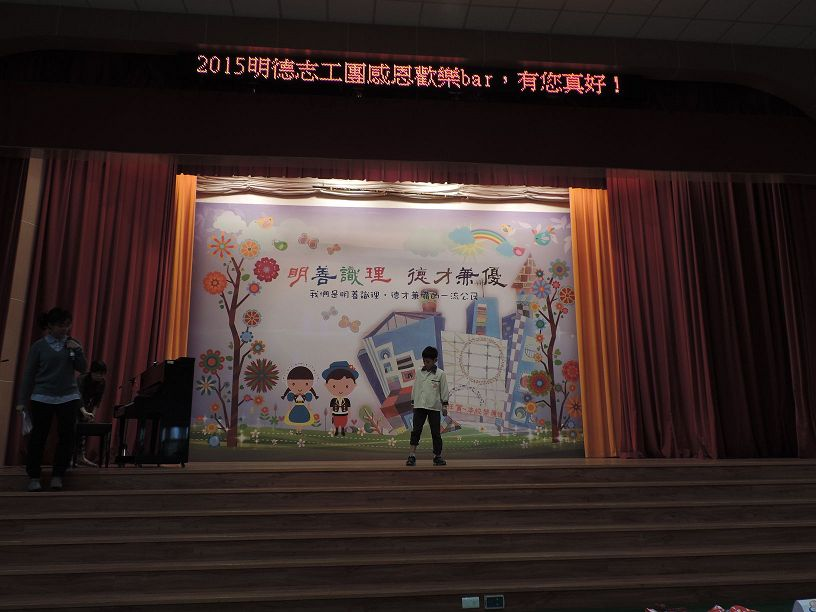 2015明德志工團感恩歡樂bar，有您真好！
明善識理 德才兼優
我們是明善識理，德才兼備的一流公民